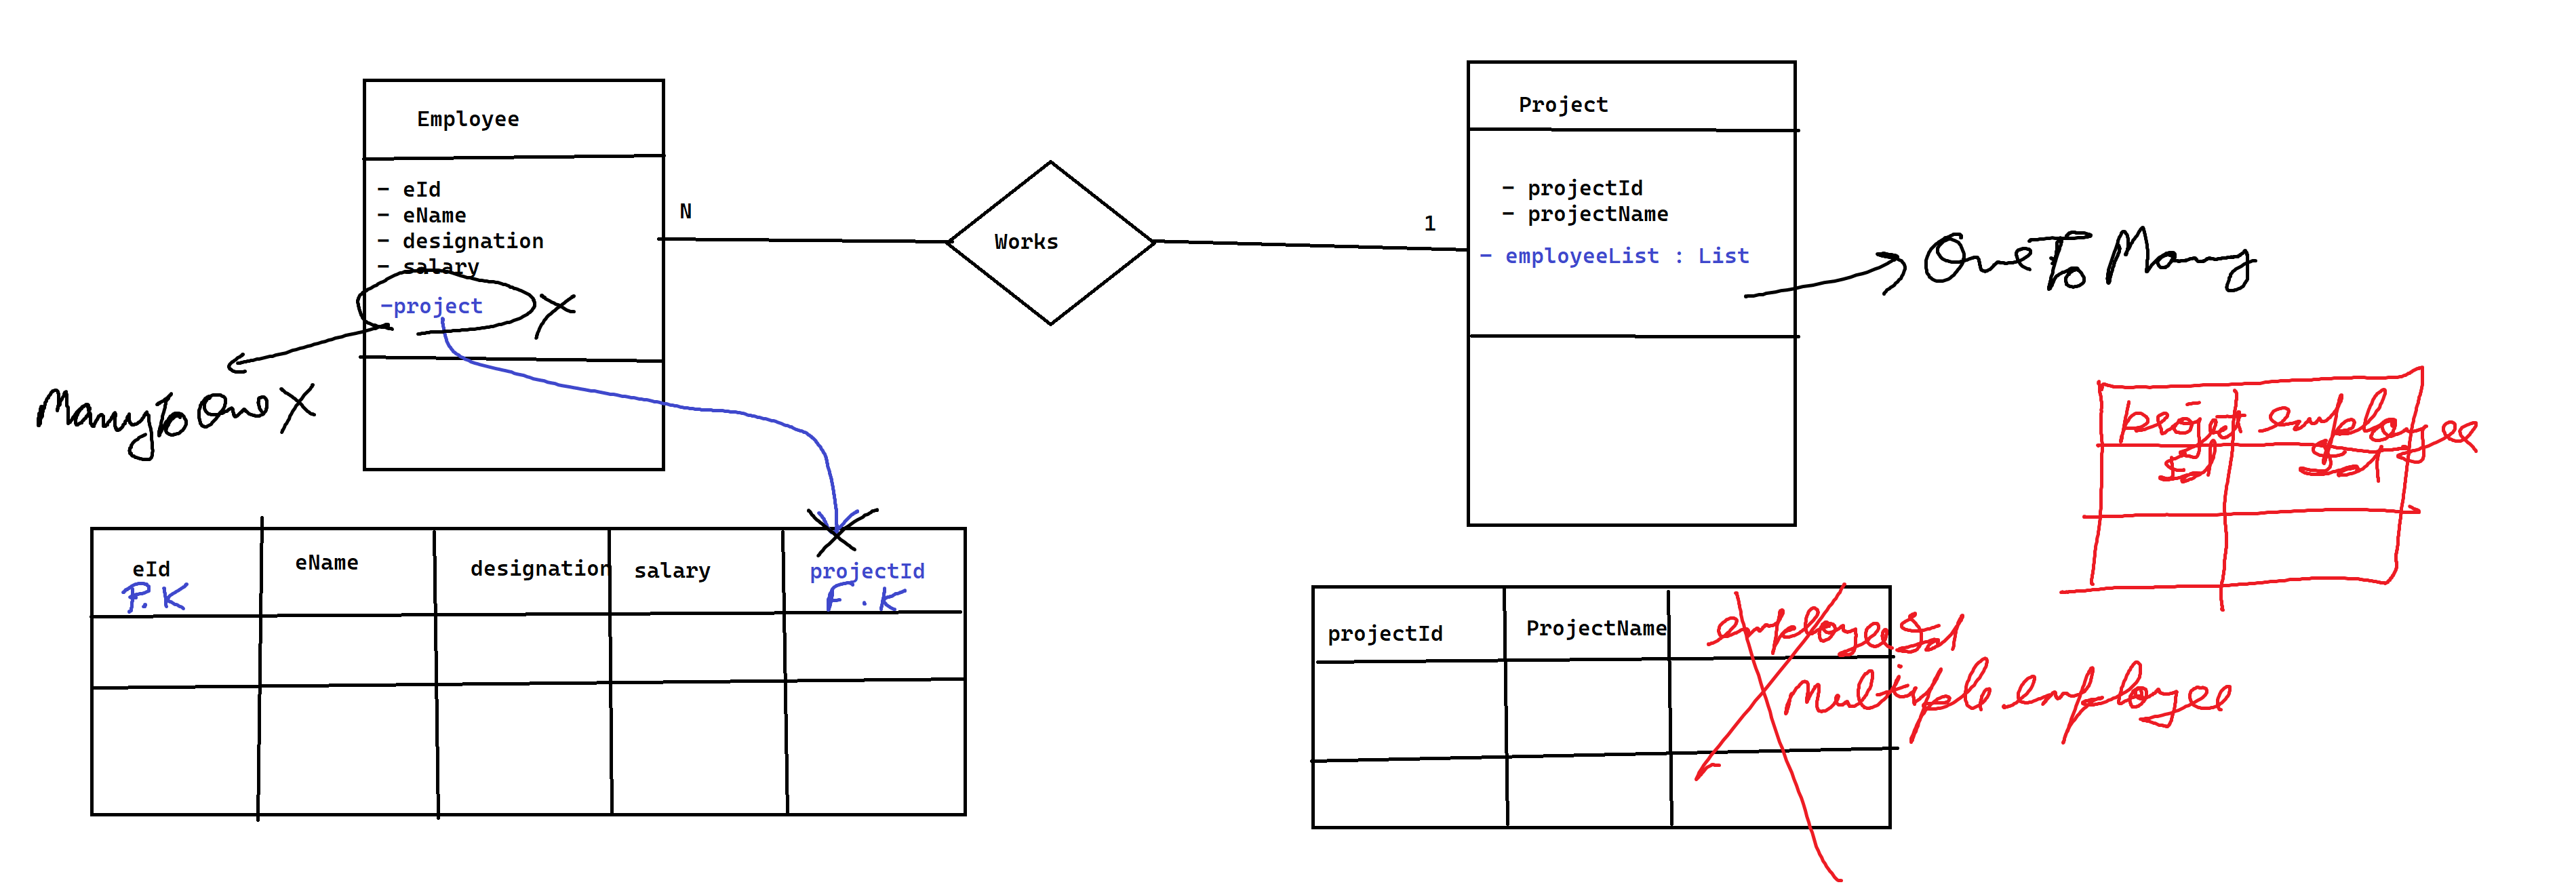 Employee
- eId
- eName
- designation
- salary
-project
X
ManyToOne X
N
Works
1
Project
- projectId
- projectName
- employeeList : List
OneToMany
project employee
Id Id
eId eName designation salary projectId
P.K F.K
projectId ProjectName employeeId
Multiple employee